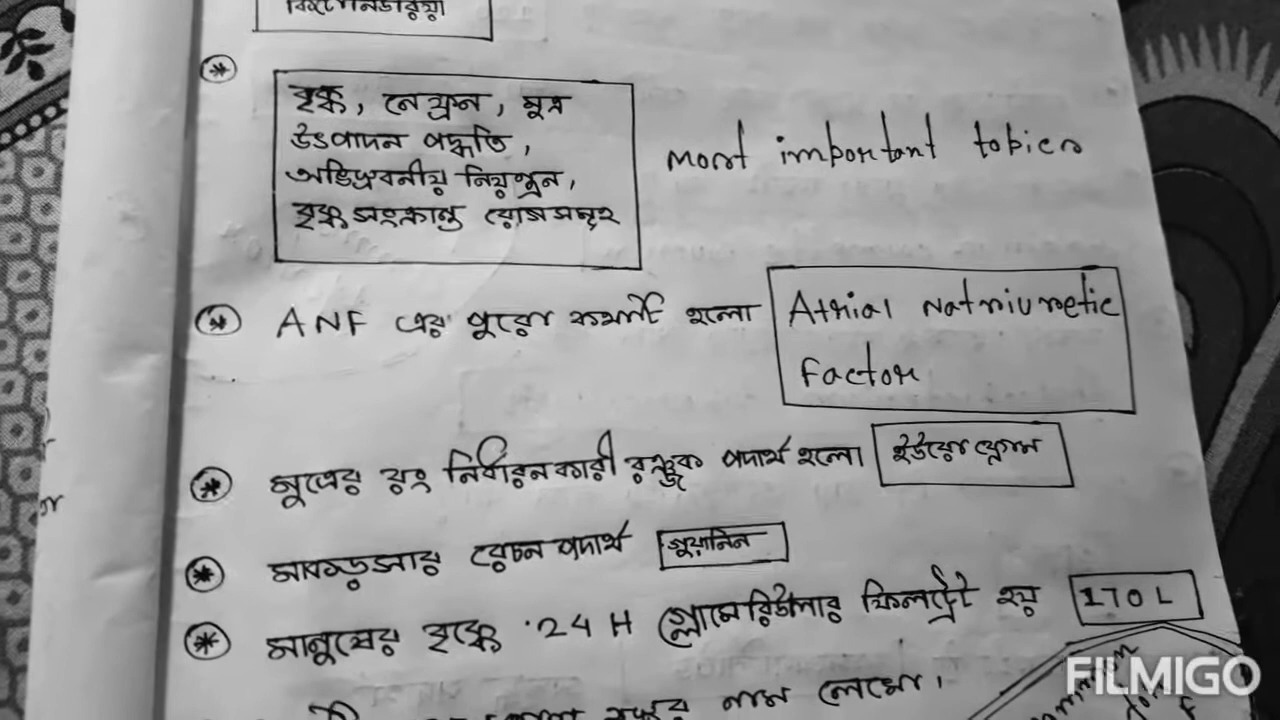 বৃক্ক, নেফ্রন, মূত্র
উৎপাদন পদ্ধতি,
অভিস্রবনীয় নিয়ন্ত্রন,
বৃক্ক সংক্রান্ত রোগসমূহ
most important topics
ANF এর পুরো কথাটি হলো
Atrial natriuretic
factor
মূত্রের রং নির্ধারনকারী রঞ্জক পদার্থ হলো ইউরোক্রোম
মাকড়সার রেচন পদার্থ গুয়ানিন
মানুষের বৃক্কে 24 H গ্লোমেরিউলার ফিলট্রেট হয় 170 L
নাম লেখো।
FILMIGO